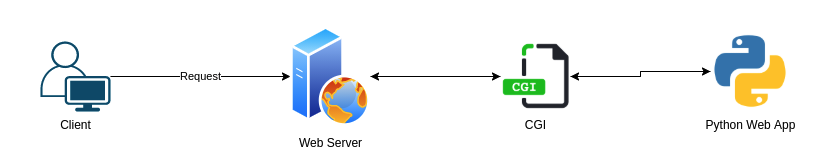 Request
CGI
Client
Web Server
CGI
Python Web App